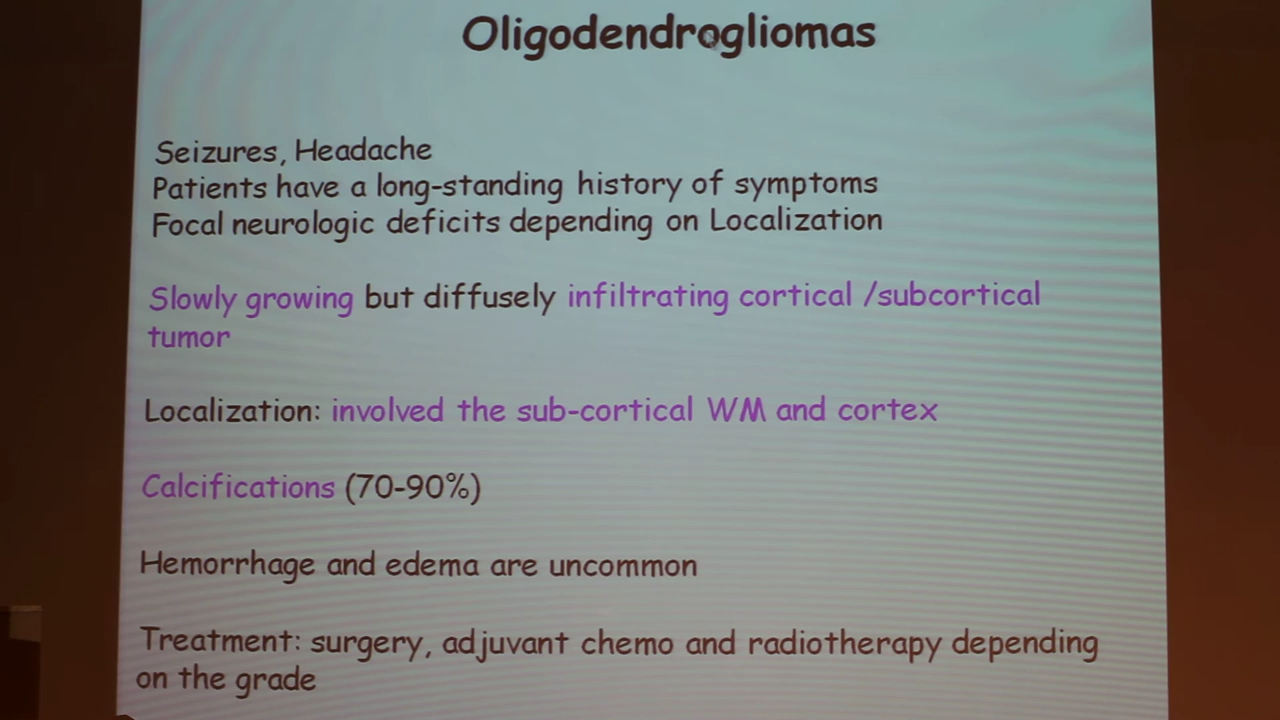 Oligodendrogliomas
Seizures, Headache
Patients have a long-standing history of symptoms
Focal neurologic deficits depending on Localization
Slowly growing but diffusely infiltrating cortical /subcortical
tumor
Localization: involved the sub-cortical WM and cortex
Calcifications (70-90%)
Hemorrhage and edema are uncommon
Treatment: surgery, adjuvant chemo and radiotherapy depending
on the grade